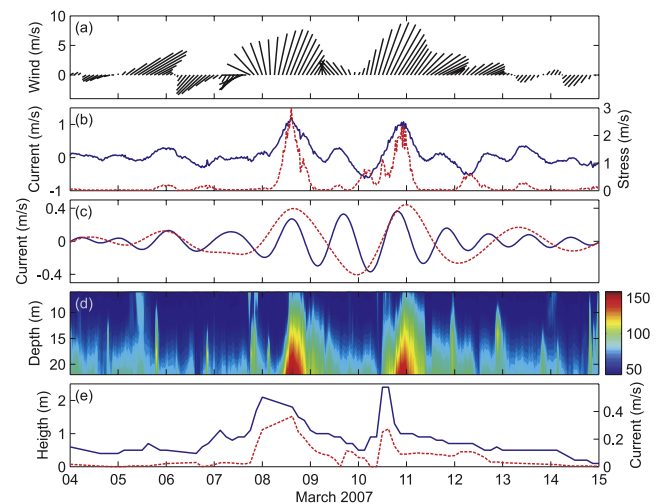 (a)
Wind (m/s)
10
5
0
(b)
Current (m/s)
1
0
-1
3
2
1
0
Stress (m/s)
(c)
Current (m/s)
0.4
0
-0.4
(d)
Depth (m)
10
15
20
150
100
50
(e)
Heigth (m)
2
1
0
0.4
0.2
0
Current (m/s)
04 05 06 07 08 09 10 11 12 13 14 15
March 2007